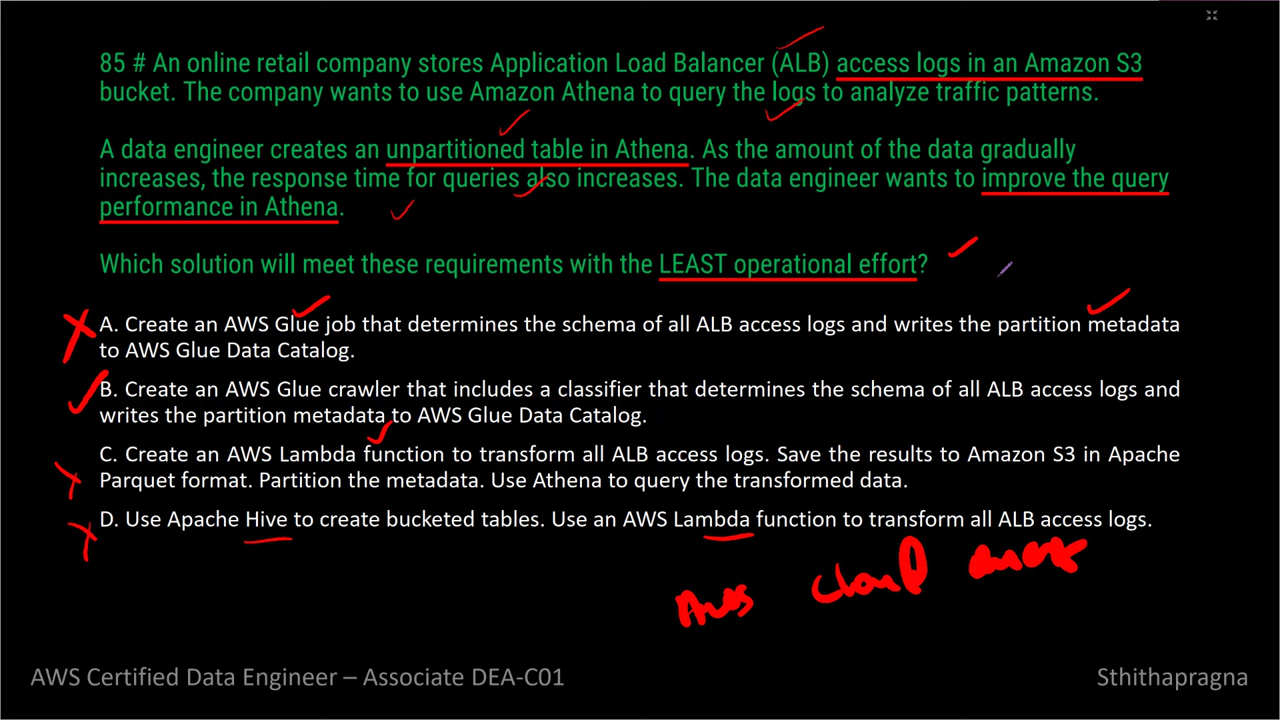 85 # An online retail company stores Application Load Balancer (ALB) access logs in an Amazon S3
bucket. The company wants to use Amazon Athena to query the logs to analyze traffic patterns.
A data engineer creates an unpartitioned table in Athena. As the amount of the data gradually
increases, the response time for queries also increases. The data engineer wants to improve the query
performance in Athena.
Which solution will meet these requirements with the LEAST operational effort?
A. Create an AWS Glue job that determines the schema of all ALB access logs and writes the partition metadata
to AWS Glue Data Catalog.
B. Create an AWS Glue crawler that includes a classifier that determines the schema of all ALB access logs and
writes the partition metadata to AWS Glue Data Catalog.
C. Create an AWS Lambda function to transform all ALB access logs. Save the results to Amazon S3 in Apache
Parquet format. Partition the metadata. Use Athena to query the transformed data.
D. Use Apache Hive to create bucketed tables. Use an AWS Lambda function to transform all ALB access logs.
AWS Certified Data Engineer – Associate DEA-C01
Sthithapragna